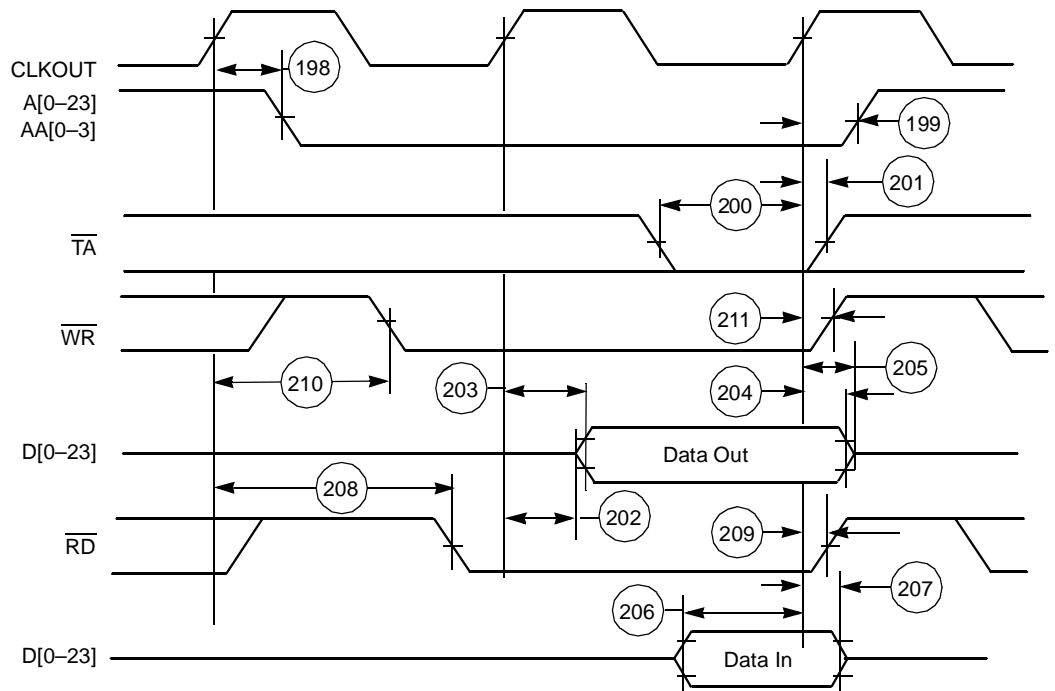 CLKOUT
198
A[0–23]
AA[0–3]
199
200
201
TA
WR
211
210
203
204
205
D[0–23]
Data Out
208
202
RD
209
206
207
D[0–23]
Data In